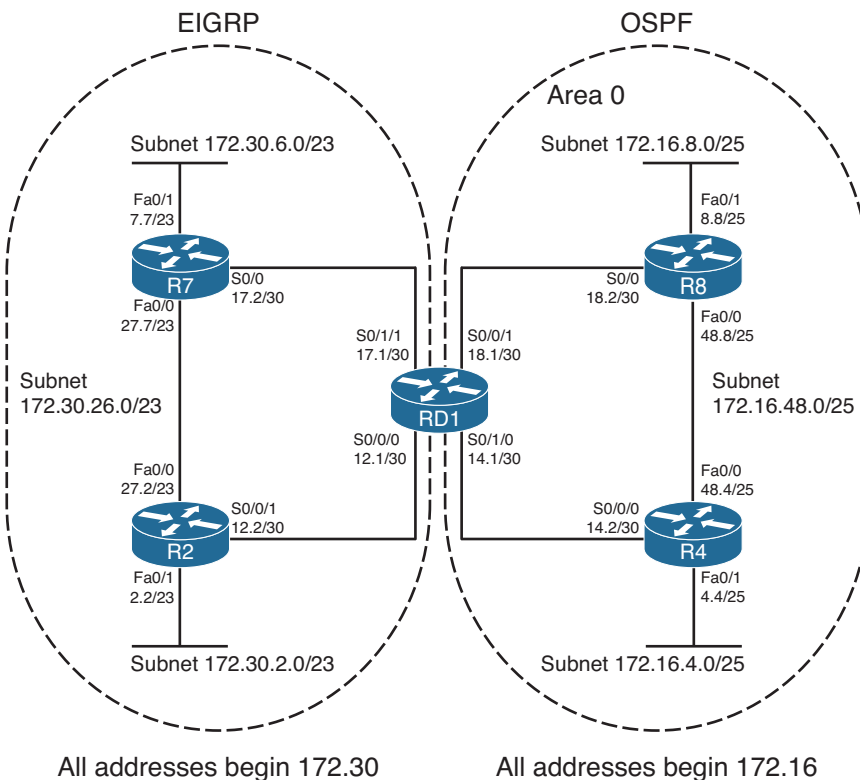 EIGRP
OSPF
Area 0
Subnet 172.30.6.0/23
Subnet 172.16.8.0/25
Fa0/1
7.7/23
Fa0/1
8.8/25
R7
S0/0
17.2/30
S0/0
18.2/30
R8
Fa0/0
27.7/23
Fa0/0
48.8/25
S0/1/1
17.1/30
S0/0/1
18.1/30
Subnet
172.30.26.0/23
RD1
Subnet
172.16.48.0/25
S0/0/0
12.1/30
S0/1/0
14.1/30
Fa0/0
27.2/23
Fa0/0
48.4/25
R2
S0/0/1
12.2/30
S0/0/0
14.2/30
R4
Fa0/1
2.2/23
Fa0/1
4.4/25
Subnet 172.30.2.0/23
Subnet 172.16.4.0/25
All addresses begin 172.30
All addresses begin 172.16